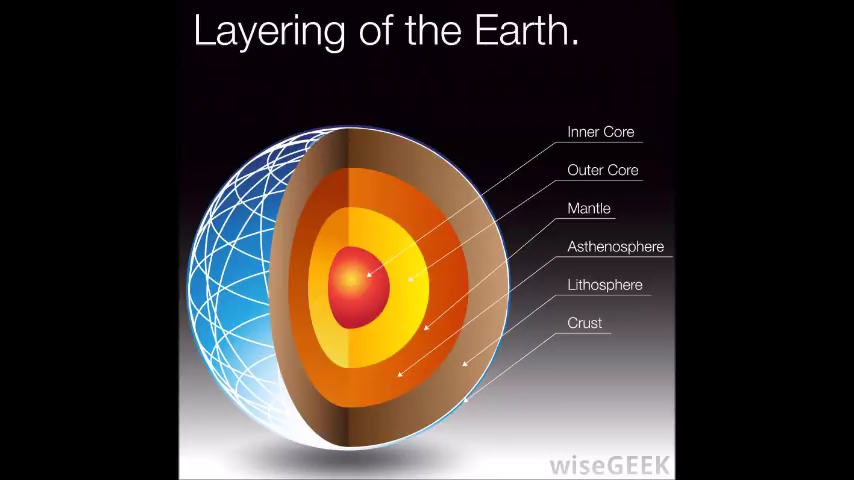 Layering of the Earth.
Inner Core
Outer Core
Mantle
Asthenosphere
Lithosphere
Crust
wiseGEEK